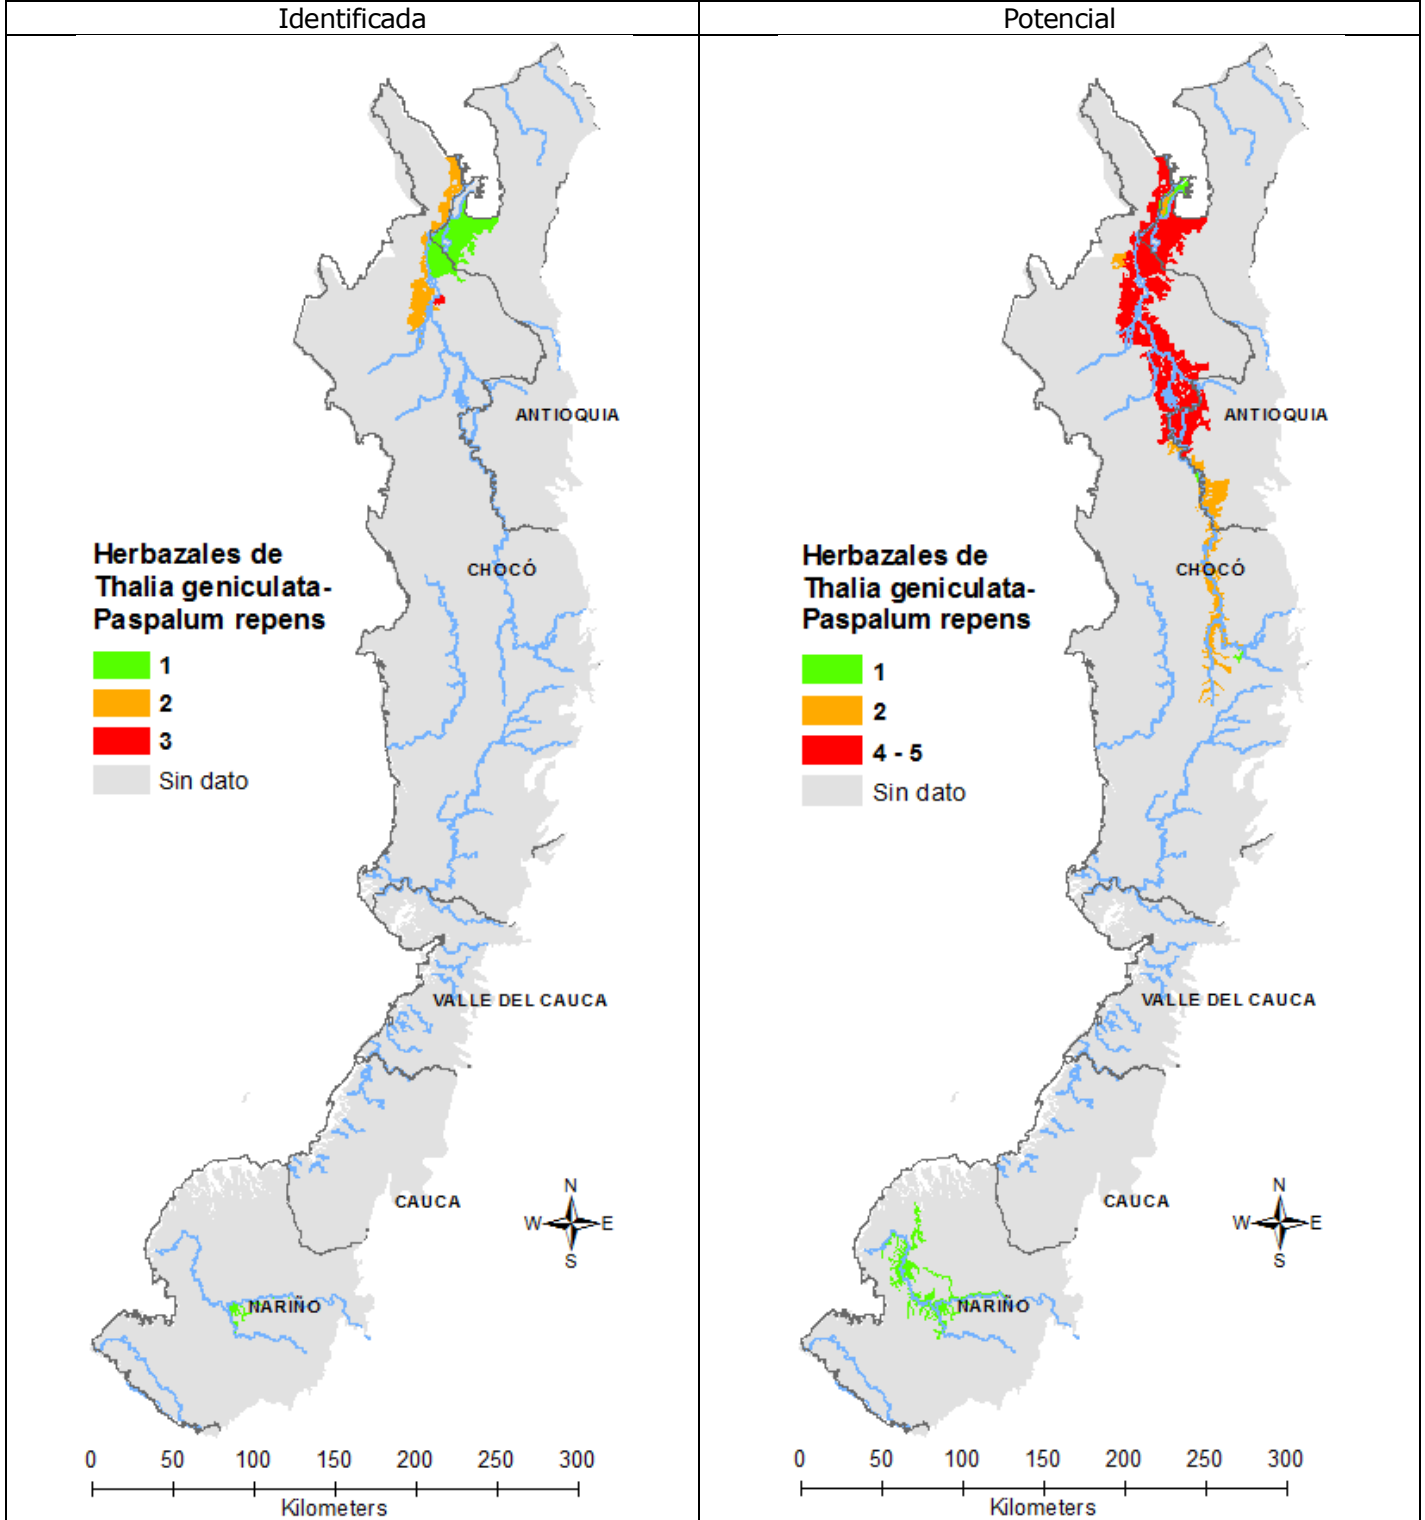 Identificada
Potencial
ANTIOQUIA
CHOCÓ
Herbazales de
Thalia geniculata-
Paspalum repens
1
2
3
Sin dato
VALLE DEL CAUCA
CAUCA
NARIÑO
N
W E
S
0 50 100 150 200 250 300
Kilometers
ANTIOQUIA
CHOCÓ
Herbazales de
Thalia geniculata-
Paspalum repens
1
2
4 - 5
Sin dato
VALLE DEL CAUCA
CAUCA
NARIÑO
N
W E
S
0 50 100 150 200 250 300
Kilometers